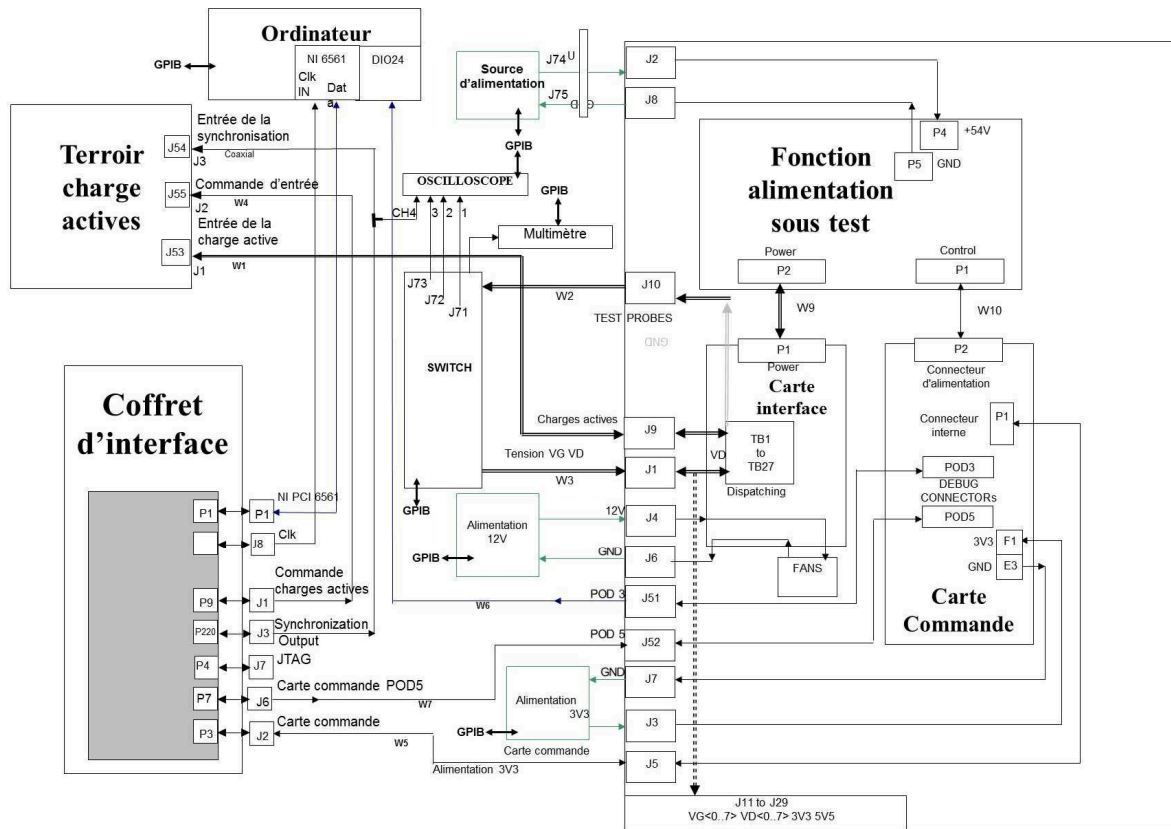 Ordinateur
NI 6561
DIO24
GPIB
Clk
IN
Dat
a
Terroir
charge
actives
J54
J55
J53
Entrée de la
synchronisation
J3
Coaxial
Commande d'entrée
W4
J2
Entrée de la
charge active
J1
W1
Source
d'alimentation
J74
U
J75
GPIB
OSCILLOSCOPE
CH4
3
2
1
GPIB
Multimètre
J73
J72
J71
SWITCH
GPIB
W2
J2
J8
P4
+54V
P5
GND
Fonction
alimentation
sous test
Power
P2
Control
P1
W9
W10
J10
TEST PROBES
GND
P1
Power
Carte
interface
TB1
to
TB27
Dispatching
VD
P2
Connecteur
d'alimentation
Connecteur
interne
P1
POD3
DEBUG
CONNECTORs
POD5
3V3
F1
GND
E3
Carte
Commande
Charges actives
J9
Tension VG VD
W3
J1
Alimentation
12V
GPIB
12V
J4
GND
J6
FANS
W6
POD 3
J51
POD 5
J52
GND
J7
Alimentation
3V3
GPIB
J3
Carte commande
J5
Coffret
d'interface
P1
P1
NI PCI 6561
J8
Clk
P9
J1
Commande
charges actives
P220
J3
Synchronization
Output
P4
J7
JTAG
P7
J6
Carte commande POD5
W7
P3
J2
Carte commande
W5
Alimentation 3V3
J11 to J29
VG<0..7> VD<0..7> 3V3 5V5